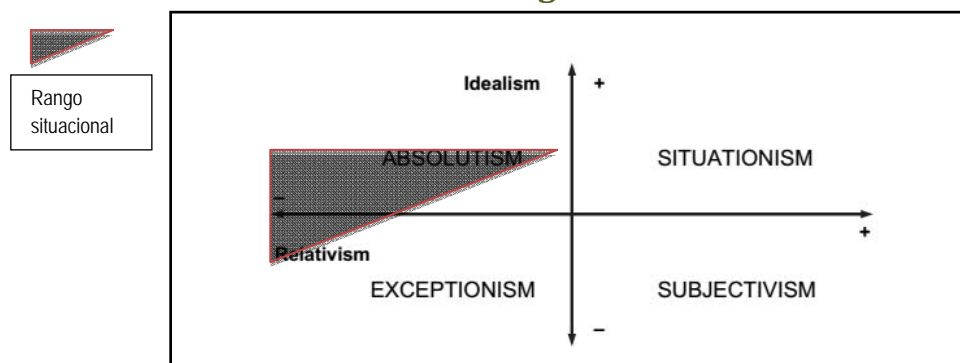 Rango
situacional
Idealism +
ABSOLUTISM SITUATIONISM
–
+
Relativism
EXCEPTIONISM SUBJECTIVISM
–